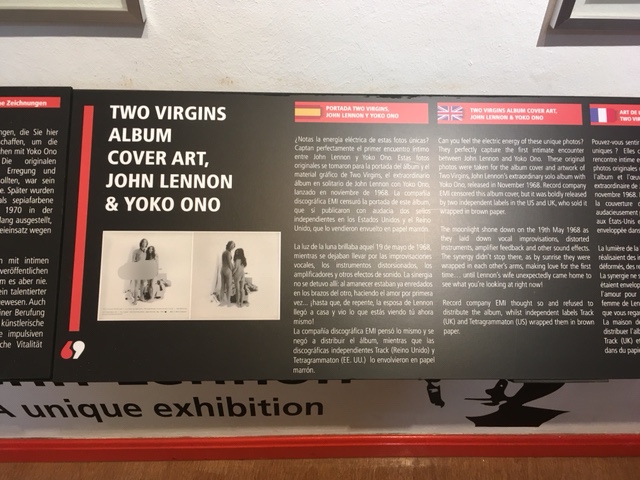 he Zeichnungen
ngen, die Sie hier
chaffen, um die
chen mit Yoko Ono
Die originalen
Erregung und
ollten, war sein
e. Später wurden
als sepiafarbene
1970 in der
ang ausgestellt,
eieinsatz wegen
n mit intimen
veröffentlichen
m es aber nie.
ein talentierter
ewesen. Auch
iner Berufung
künstlerische
e impulsiven
che Vitalität
TWO VIRGINS
ALBUM
COVER ART,
JOHN LENNON
& YOKO ONO
69
PORTADA TWO VIRGINS,
JOHN LENNON Y YOKO ONO
¿Notas la energía eléctrica de estas fotos únicas?
Captan perfectamente el primer encuentro íntimo
entre John Lennon y Yoko Ono. Estas fotos
originales se tomaron para la portada del álbum y el
material gráfico de Two Virgins, el extraordinario
álbum en solitario de John Lennon con Yoko Ono,
lanzado en noviembre de 1968. La compañía
discográfica EMI censuró la portada de este álbum,
que si publicaron con audacia dos sellos
independientes en los Estados Unidos y el Reino
Unido, que lo vendieron envuelto en papel marrón.
La luz de la luna brillaba aquel 19 de mayo de 1968,
mientras se dejaban llevar por las improvisaciones
vocales, los instrumentos distorsionados, los
amplificadores y otros efectos de sonido. La sinergia
no se detuvo allí: al amanecer estaban ya enredados
en los brazos del otro, haciendo el amor por primera
vez... ¡hasta que, de repente, la esposa de Lennon
llegó a casa y vio lo que estás viendo tú ahora
mismo!
La compañía discográfica EMI pensó lo mismo y se
negó a distribuir el álbum, mientras que las
discográficas independientes Track (Reino Unido) y
Tetragrammaton (EE. UU.) lo envolvieron en papel
marrón.
TWO VIRGINS ALBUM COVER ART,
JOHN LENNON & YOKO ONO
Can you feel the electric energy of these unique photos?
They perfectly capture the first intimate encounter
between John Lennon and Yoko Ono. These original
photos were taken for the album cover and artwork of
Two Virgins, John Lennon's extraordinary solo album with
Yoko Ono, released in November 1968. Record company
EMI censored this album cover, but it was boldly released
by two independent labels in the US and UK, who sold it
wrapped in brown paper.
The moonlight shone down on the 19th May 1968 as
they laid down vocal improvisations, distorted
instruments, amplifier feedback and other sound effects.
The synergy didn't stop there, as by sunrise they were
wrapped in each other's arms, making love for the first
time... until Lennon's wife unexpectedly came home to
see what you're looking at right now!
Record company EMI thought so and refused to
distribute the album, whilst independent labels Track
(UK) and Tetragrammaton (US) wrapped them in brown
paper.
ART DE
TWO VIR
Pouvez-vous sentir
uniques ? Elles
rencontre intime e
photos originales o
l'album et l'œuv
extraordinaire
novembre 1968. l
la couverture
audacieusement
aux États-Unis e
enveloppée dans
La lumière de la
réalisaient des im
déformés, des re
La synergie ne s
étaient envelop
l'amour pour
de Lennon est re
que vous regar
La maison de
distribuer l'alb
Track (UK) et
dans du pape
A unique exhibition